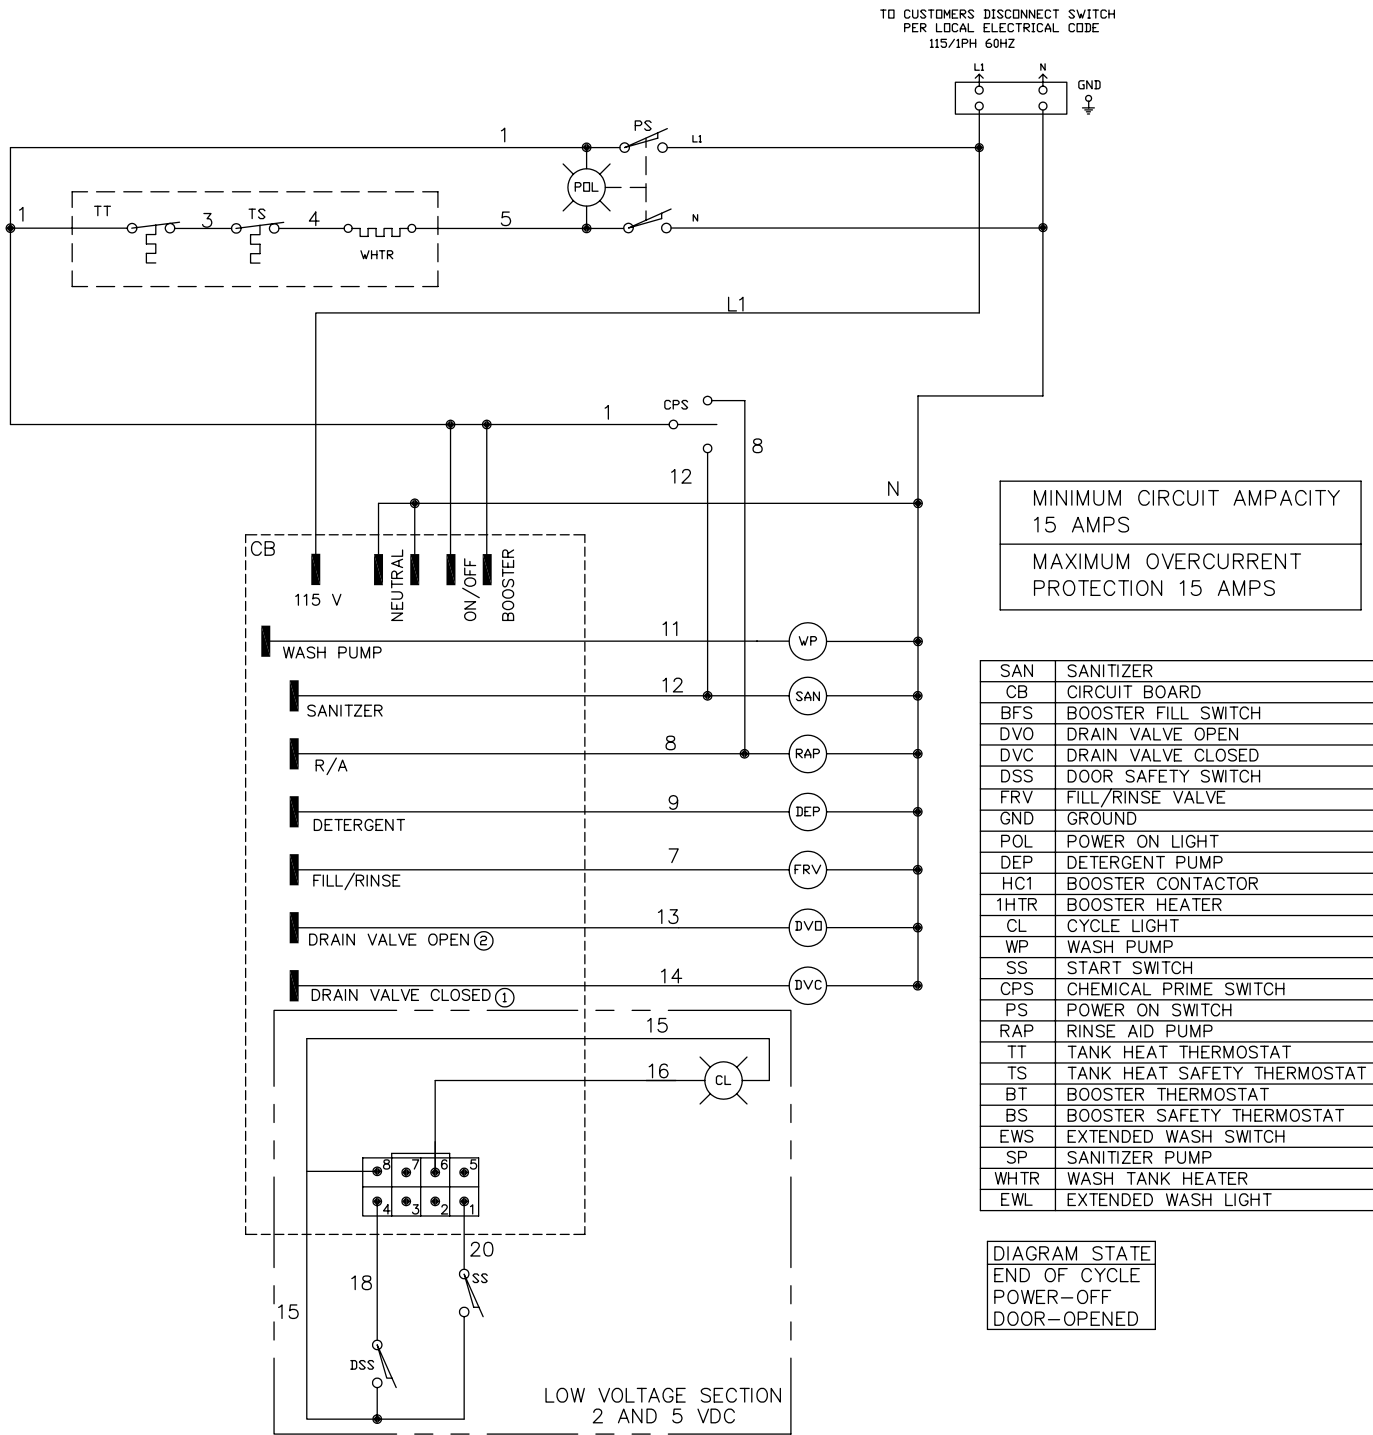 TO CUSTOMERS DISCONNECT SWITCH
PER LOCAL ELECTRICAL CODE
115/1PH 60HZ
L1
N
GND
1
PS
L1
POL
1
TT
3
TS
4
WHTR
5
N
L1
1
CPS
8
12
N
MINIMUM CIRCUIT AMPACITY
15 AMPS
MAXIMUM OVERCURRENT
PROTECTION 15 AMPS
CB
115 V
NEUTRAL
ON/OFF
BOOSTER
WASH PUMP
11
WP
SANITZER
12
SAN
R/A
8
RAP
DETERGENT
9
DEP
FILL/RINSE
7
FRV
DRAIN VALVE OPEN 2
13
DVO
DRAIN VALVE CLOSED 1
14
DVC
15
16
CL
8 7 6 5
4 3 2 1
20
SS
18
15
DSS
LOW VOLTAGE SECTION
2 AND 5 VDC
SAN SANITIZER
CB CIRCUIT BOARD
BFS BOOSTER FILL SWITCH
DVO DRAIN VALVE OPEN
DVC DRAIN VALVE CLOSED
DSS DOOR SAFETY SWITCH
FRV FILL/RINSE VALVE
GND GROUND
POL POWER ON LIGHT
DEP DETERGENT PUMP
HC1 BOOSTER CONTACTOR
1HTR BOOSTER HEATER
CL CYCLE LIGHT
WP WASH PUMP
SS START SWITCH
CPS CHEMICAL PRIME SWITCH
PS POWER ON SWITCH
RAP RINSE AID PUMP
TT TANK HEAT THERMOSTAT
TS TANK HEAT SAFETY THERMOSTAT
BT BOOSTER THERMOSTAT
BS BOOSTER SAFETY THERMOSTAT
EWS EXTENDED WASH SWITCH
SP SANITIZER PUMP
WHTR WASH TANK HEATER
EWL EXTENDED WASH LIGHT
DIAGRAM STATE
END OF CYCLE
POWER-OFF
DOOR-OPENED